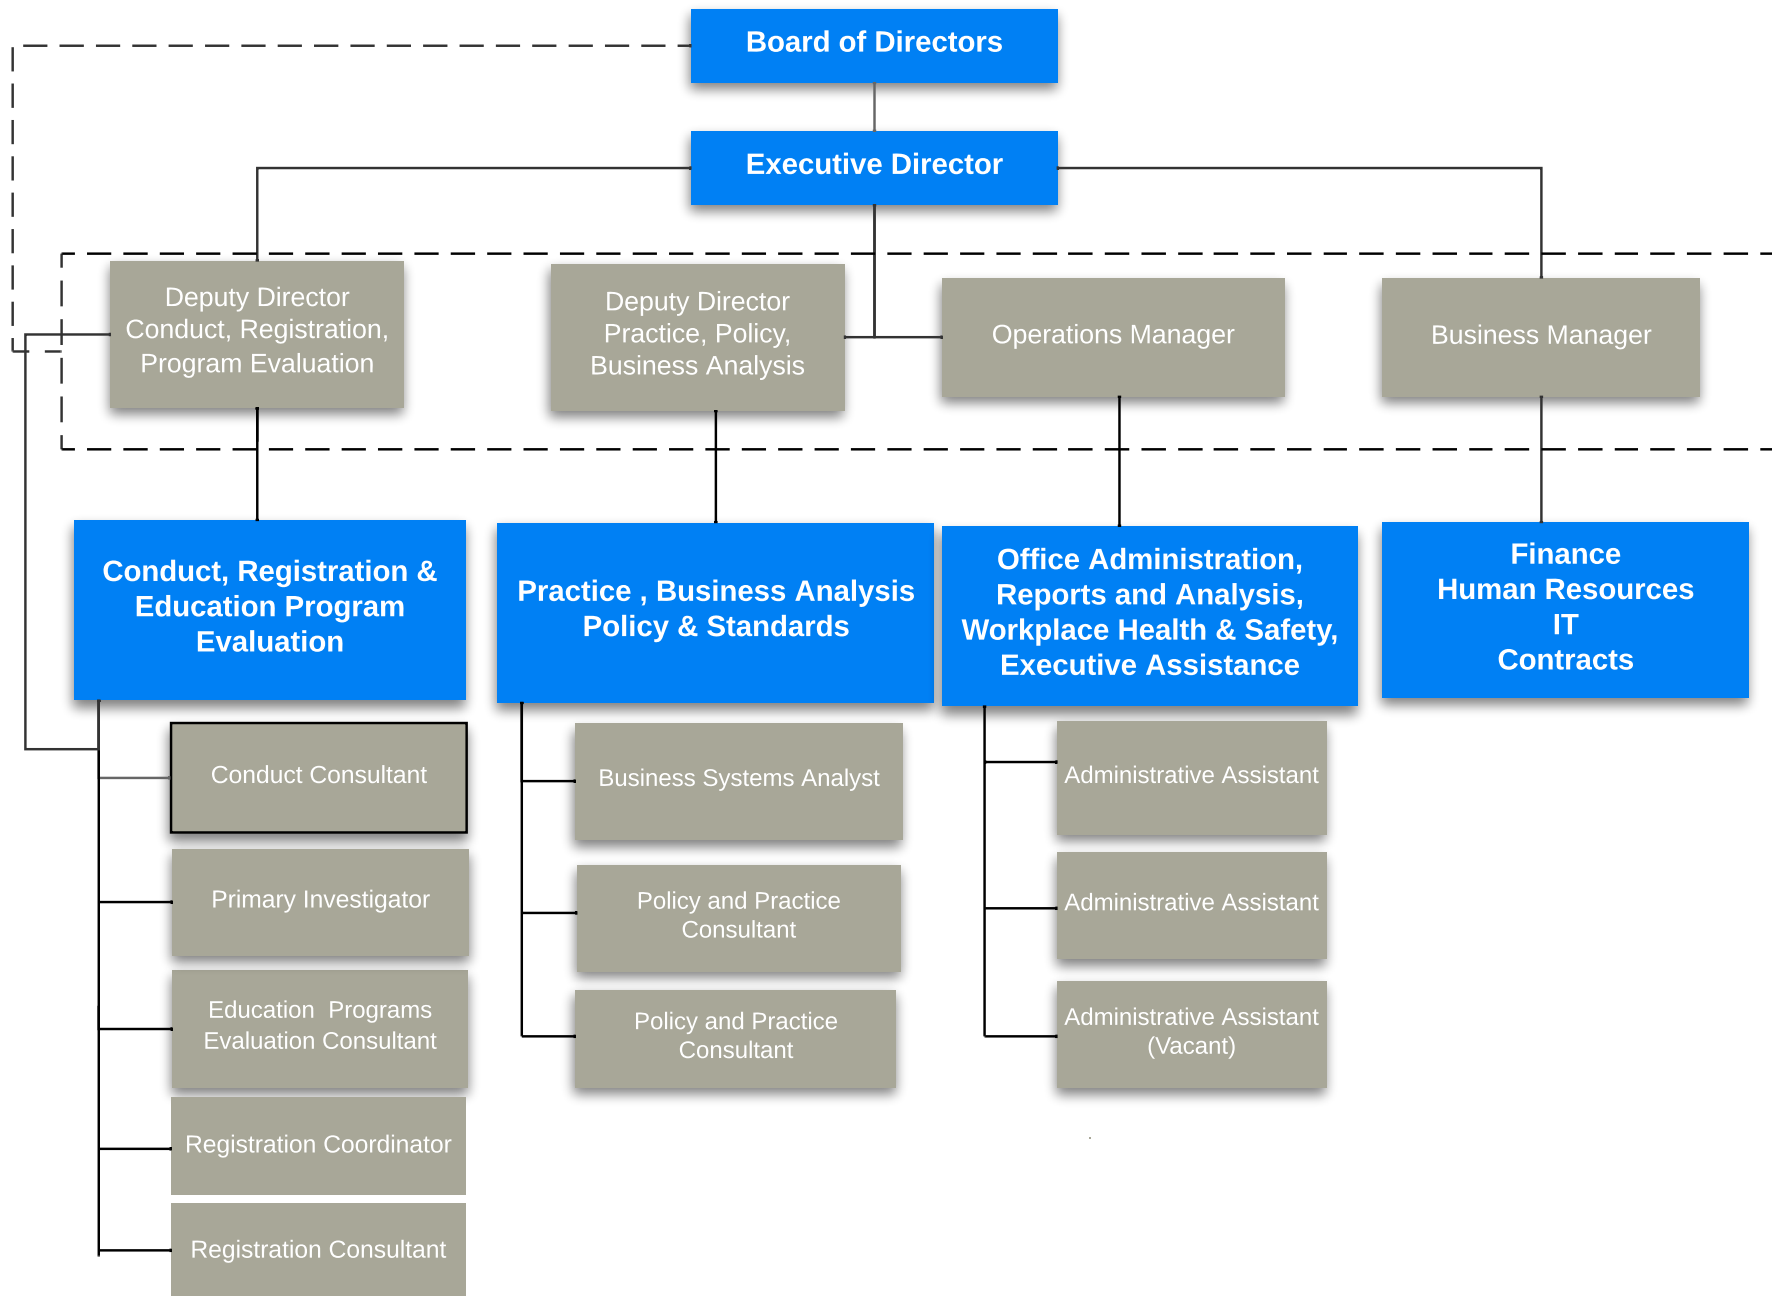 Board of Directors
Executive Director
Deputy Director
Conduct, Registration,
Program Evaluation
Deputy Director
Practice, Policy,
Business Analysis
Operations Manager
Business Manager
Conduct, Registration &
Education Program
Evaluation
Practice , Business Analysis
Policy & Standards
Office Administration,
Reports and Analysis,
Workplace Health & Safety,
Executive Assistance
Finance
Human Resources
IT
Contracts
Conduct Consultant
Primary Investigator
Education  Programs
Evaluation Consultant
Registration Coordinator
Registration Consultant
Business Systems Analyst
Policy and Practice
Consultant
Policy and Practice
Consultant
Administrative Assistant
Administrative Assistant
Administrative Assistant
(Vacant)